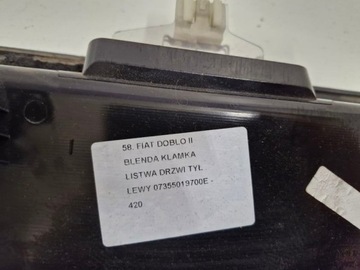 58. FIAT DOBLO II
BLENDA KLAMKA
LISTWA DRZWI TYŁ
LEWY 07355019700E -
420